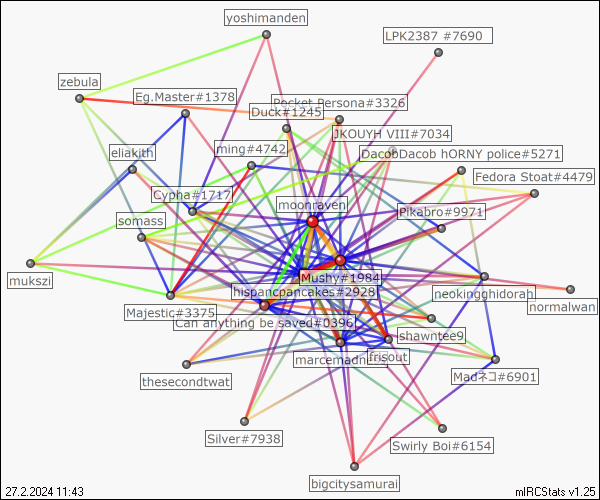 yoshimanden
LPK2387 #7690
zebula
Eg.Master#1378
Pocket Persona#3326
Duck#1245
JKOUYH VIII#7034
ming#4742
eliakith
DacobDacob hORNY police#5271
Fedora Stoat#4479
Cypha#1717
moonraven
Pikabro#9971
somass
mukszi
Mushy#1984
hispancpancakes#2928
neokingghidorah
normalwan
Majestic#3375
Can anything be saved#0396
shawntee9
marcemadness
frisout
thesecondtwat
Madネコ#6901
Silver#7938
Swirly Boi#6154
bigcitysamurai
27.2.2024 11:43
mIRCStats v1.25